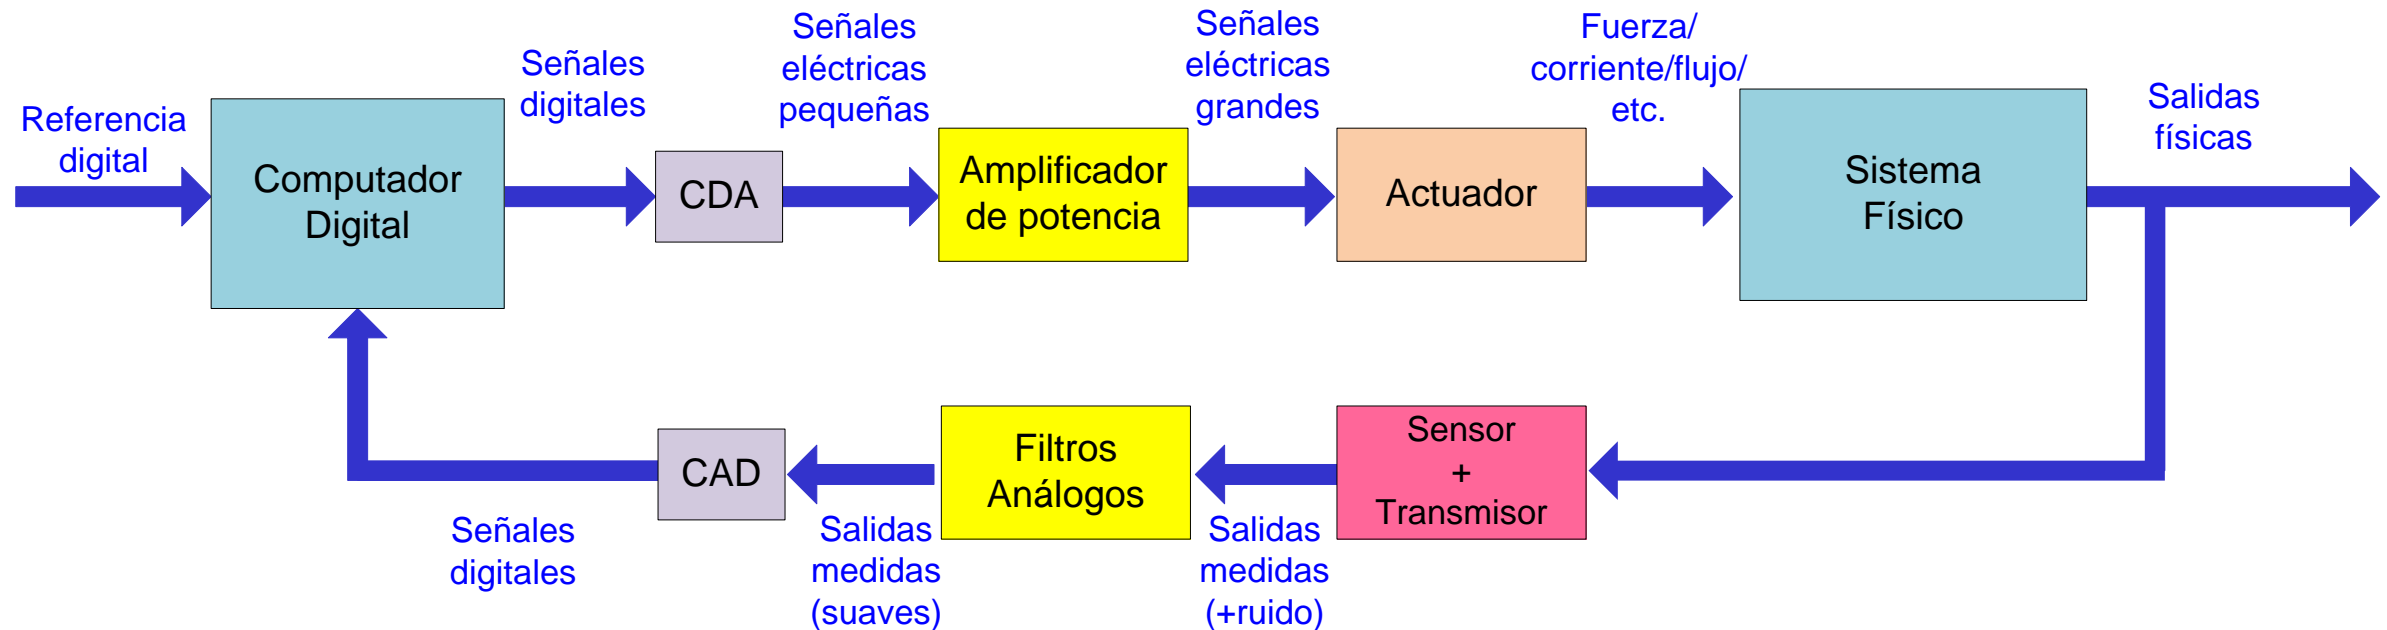 Referencia
digital
Computador
Digital
Señales
digitales
CDA
Señales
eléctricas
pequeñas
Amplificador
de potencia
Señales
eléctricas
grandes
Actuador
Fuerza/
corriente/flujo/
etc.
Sistema
Físico
Salidas
físicas
Sensor
+
Transmisor
Salidas
medidas
(+ruido)
Filtros
Análogos
Salidas
medidas
(suaves)
CAD
Señales
digitales